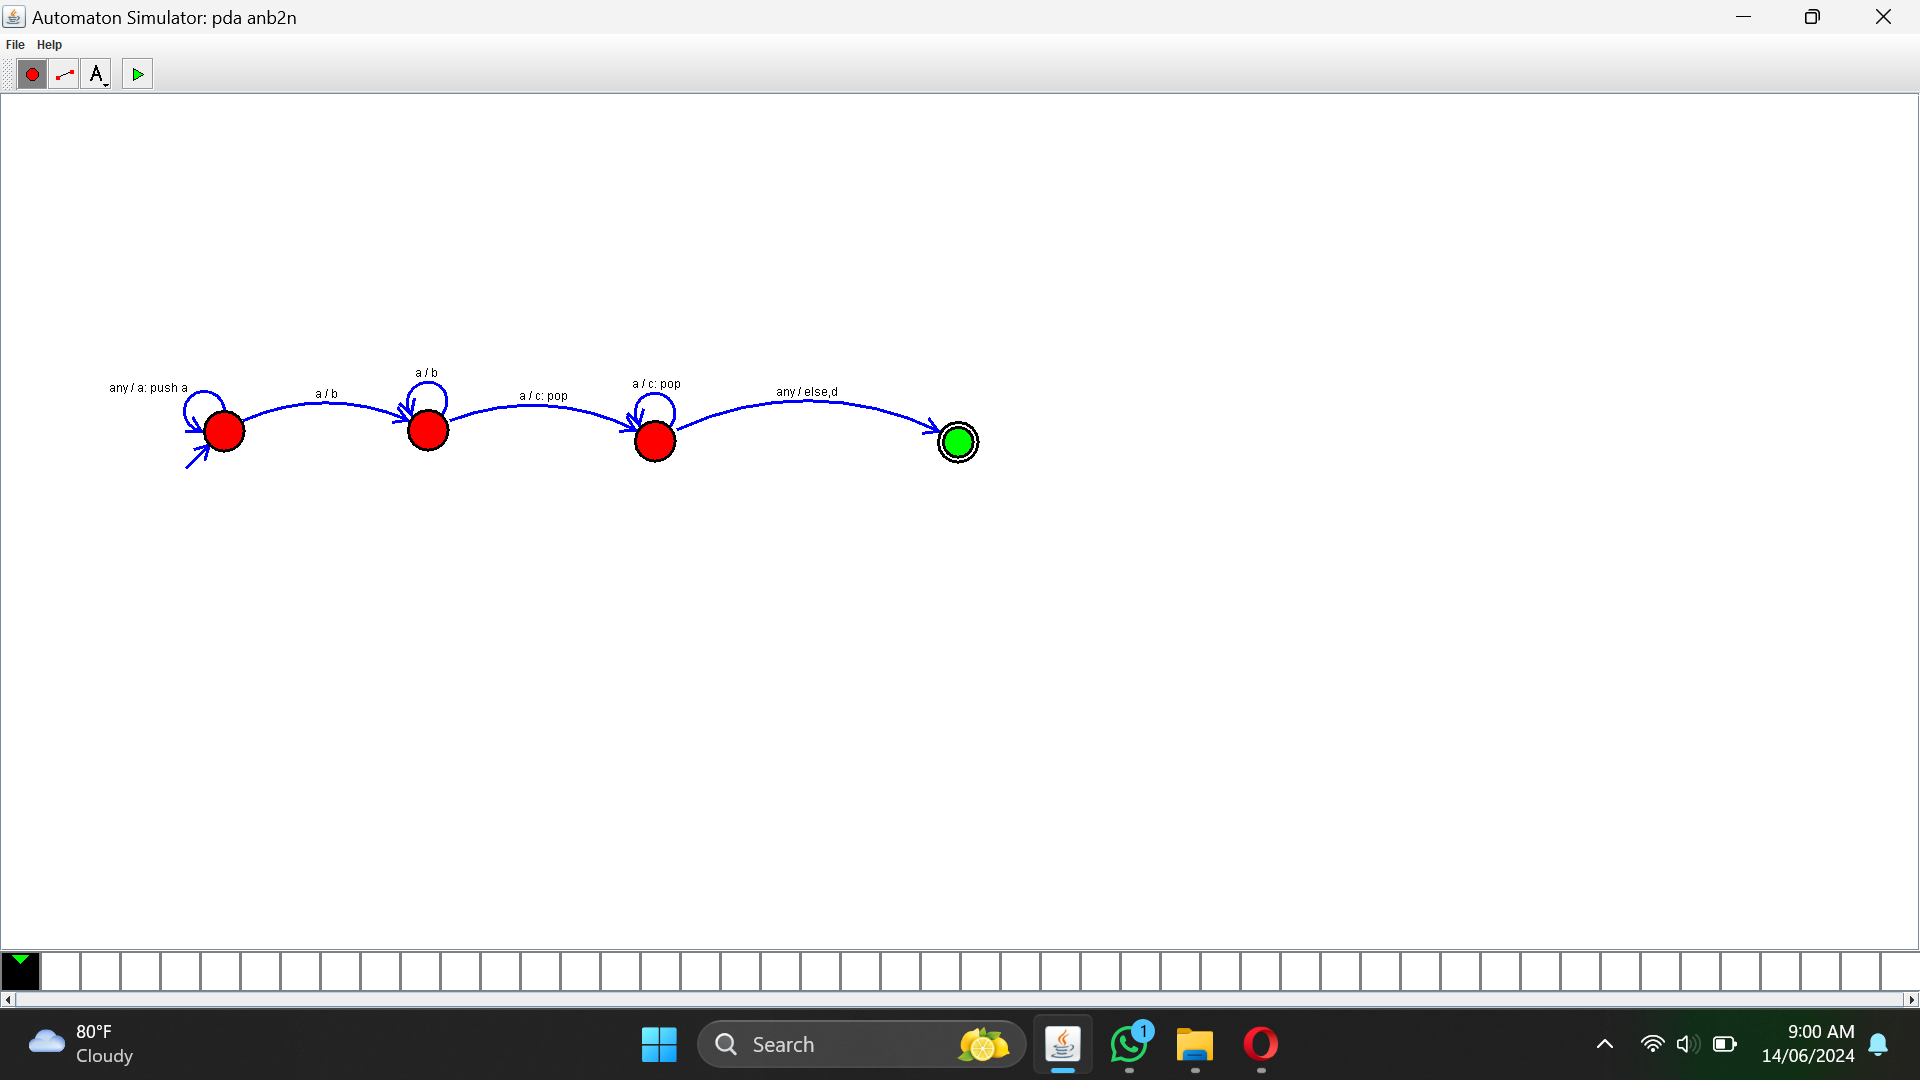 Automaton Simulator: pda anb2n
File Help
A
any / a: push a
a / b
a / b
a / c: pop
a / c: pop
any / else,d
80°F
Cloudy
Search
1
9:00 AM
14/06/2024